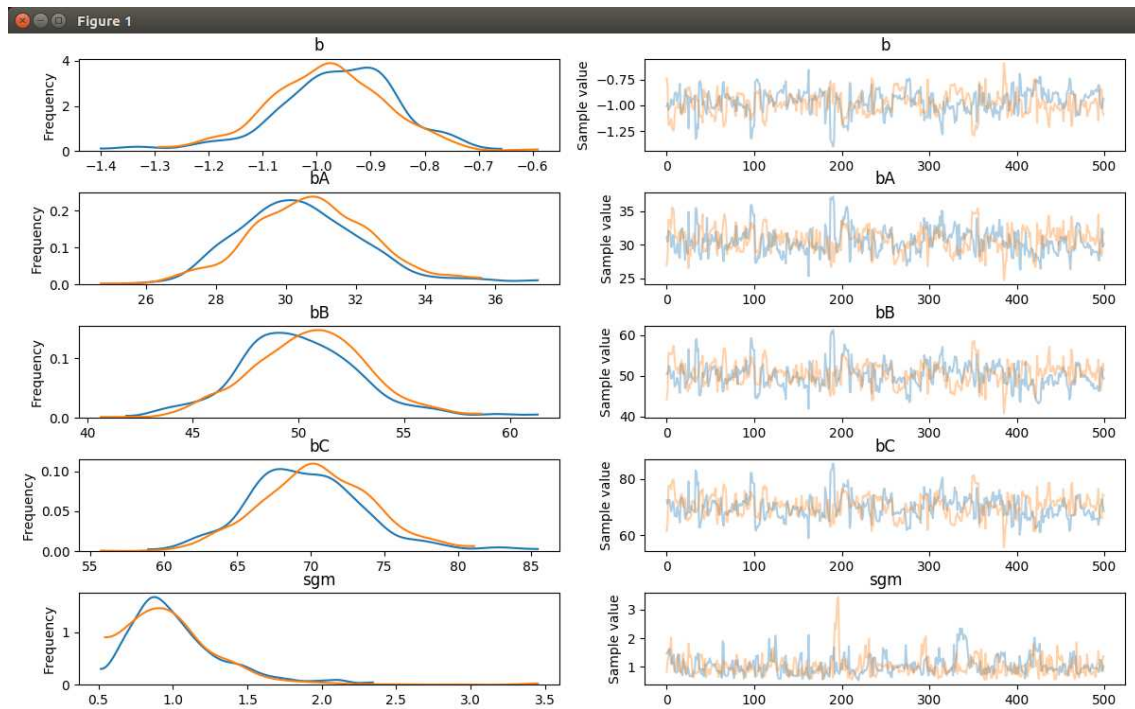 Figure 1
b
b
Frequency
4
2
0
−1.4 −1.3 −1.2 −1.1 −1.0 −0.9 −0.8 −0.7 −0.6
Sample value
−0.75
−1.00
−1.25
0 100 200 300 400 500
bA
bA
Frequency
0.2
0.1
0.0
26 28 30 32 34 36
Sample value
35
30
25
0 100 200 300 400 500
bB
bB
Frequency
0.1
0.0
40 45 50 55 60
Sample value
60
50
40
0 100 200 300 400 500
bC
bC
Frequency
0.10
0.05
0.00
55 60 65 70 75 80 85
Sample value
80
60
0 100 200 300 400 500
sgm
sgm
Frequency
1
0
0.5 1.0 1.5 2.0 2.5 3.0 3.5
Sample value
3
2
1
0 100 200 300 400 500